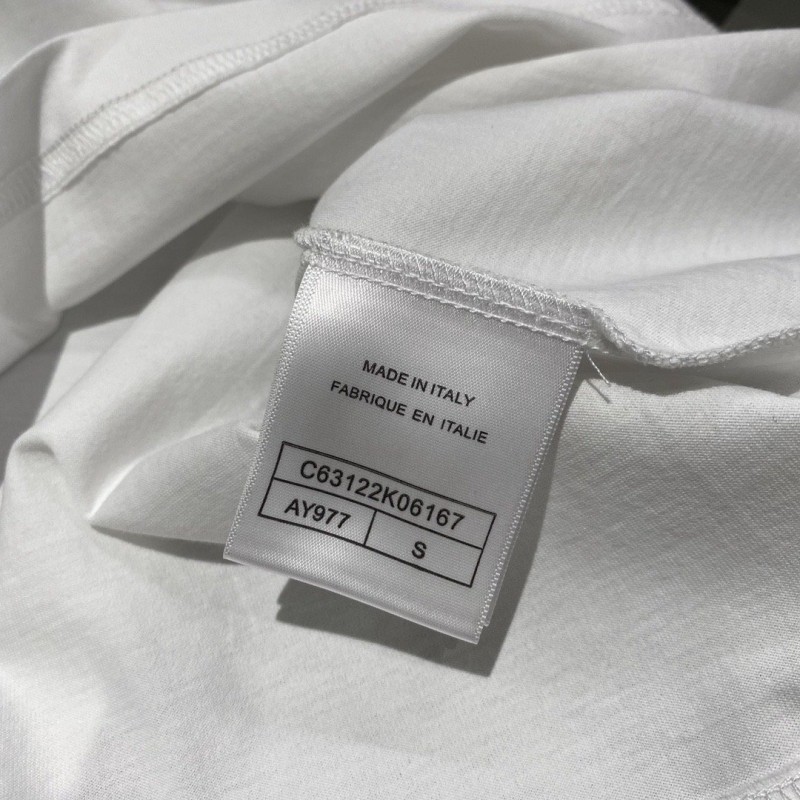 MADE IN ITALY
FABRIQUE EN ITALIE
C63122K06167
AY977 S